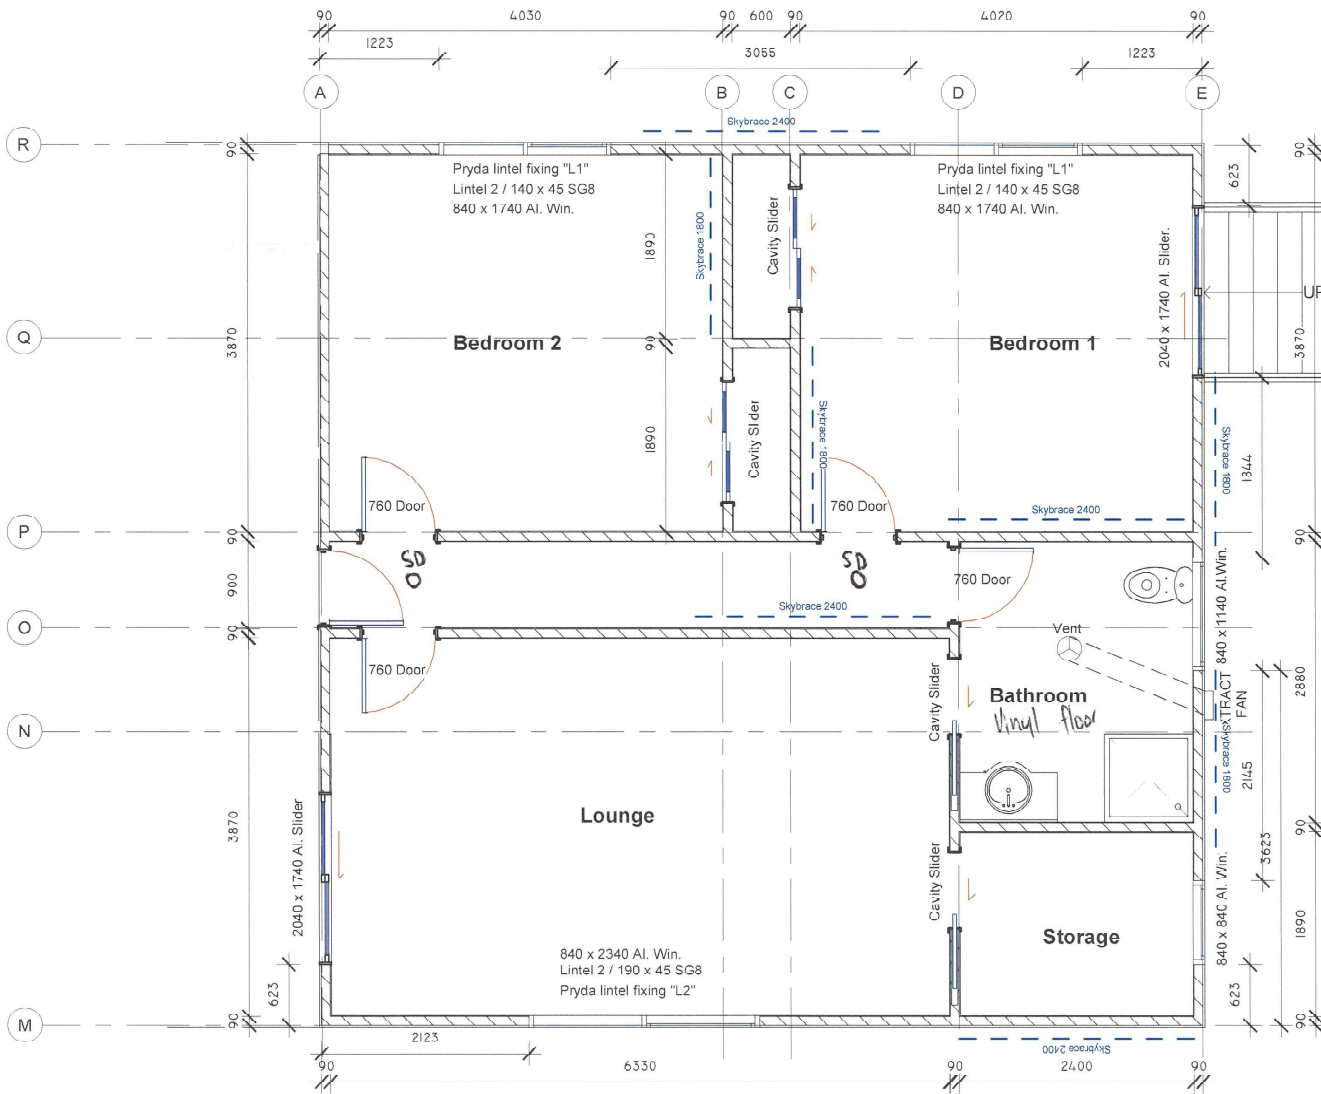 90 4030 90 600 90 4020 90
1223 3055 1223
A B C D E
Skybrace 2400
R
90
623
90
Pryda lintel fixing "L1"
Lintel 2 / 140 x 45 SG8
840 x 1740 Al. Win.
Pryda lintel fixing "L1"
Lintel 2 / 140 x 45 SG8
840 x 1740 Al. Win.
Skybrace 1800
1890
Cavity Slider
2040 x 1740 Al. Slider.
UP
Q
3870
Bedroom 2
90
Bedroom 1
3870
Cavity Slider
1890
Skybrace 1800
Skybrace 1800
1344
760 Door
760 Door
Skybrace 2400
P
90
90
SD
SD
900
760 Door
840 x 1140 Al.Win.
Skybrace 2400
O
90
760 Door
Vent
Cavity Slider
Bathroom
Vinyl floor
EXTRACT
FAN
2880
N
Skybrace 1800
2145
3870
Lounge
2040 x 1740 Al. Slider
90
3623
Cavity Slider
840 x 840 Al. Win.
1890
Storage
840 x 2340 Al. Win.
Lintel 2 / 190 x 45 SG8
Pryda lintel fixing "L2"
623
623
M
90
90
2123
Skybrace 2400
90 6330 90 2400 90